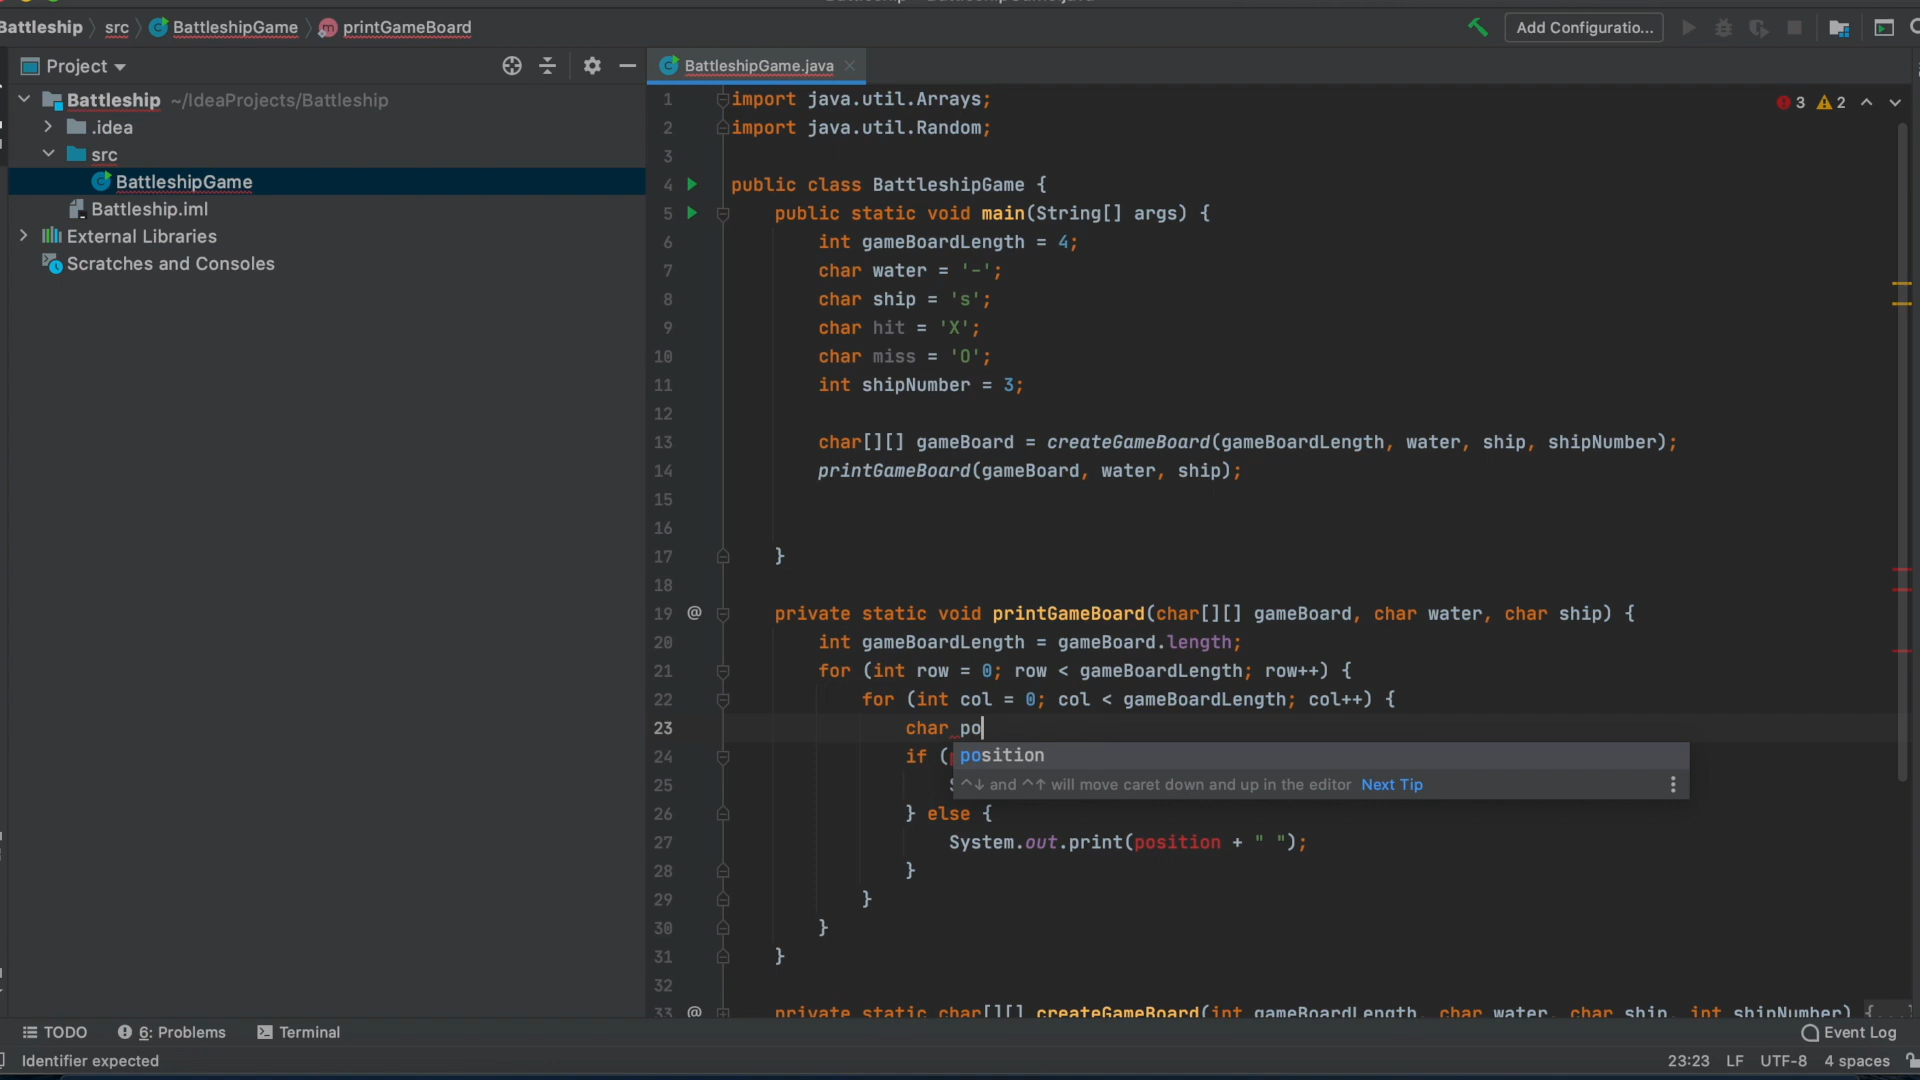 Battleship src BattleshipGame printGameBoard Add Configuratio...
Project BattleshipGame.java
Battleship ~/IdeaProjects/Battleship
.idea
src
BattleshipGame
Battleship.iml
External Libraries
Scratches and Consoles
3 2
1 import java.util.Arrays;
2 import java.util.Random;
3
4 public class BattleshipGame {
5 public static void main(String[] args) {
6 int gameBoardLength = 4;
7 char water = '-';
8 char ship = 's';
9 char hit = 'X';
10 char miss = 'O';
11 int shipNumber = 3;
12
13 char[][] gameBoard = createGameBoard(gameBoardLength, water, ship, shipNumber);
14 printGameBoard(gameBoard, water, ship);
15
16
17 }
18
19 @ private static void printGameBoard(char[][] gameBoard, char water, char ship) {
20 int gameBoardLength = gameBoard.length;
21 for (int row = 0; row < gameBoardLength; row++) {
22 for (int col = 0; col < gameBoardLength; col++) {
23 char po
position
^↓ and ^↑ will move caret down and up in the editor Next Tip
24 if (
25
26 } else {
27 System.out.print(position + " ");
28 }
29 }
30 }
31 }
32
33 @ private static char[][] createGameBoard(int gameBoardLength, char water, char ship, int shipNumber) {...
TODO 6: Problems Terminal Event Log
Identifier expected 23:23 LF UTF-8 4 spaces